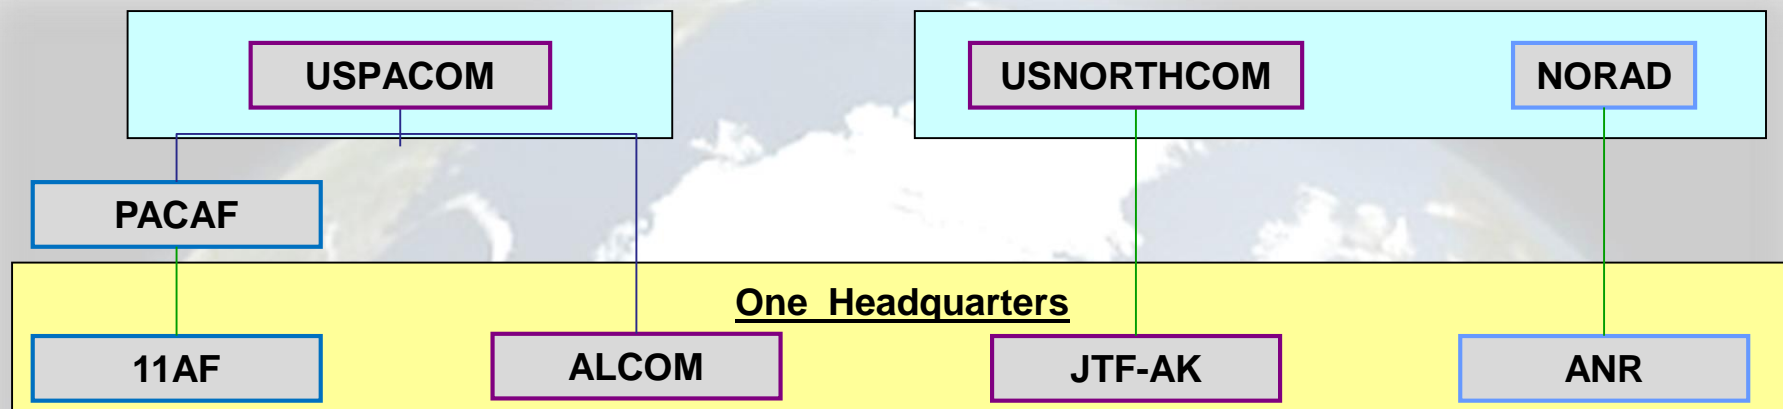 USPACOM
USNORTHCOM
NORAD
PACAF
One Headquarters
11AF
ALCOM
JTF-AK
ANR